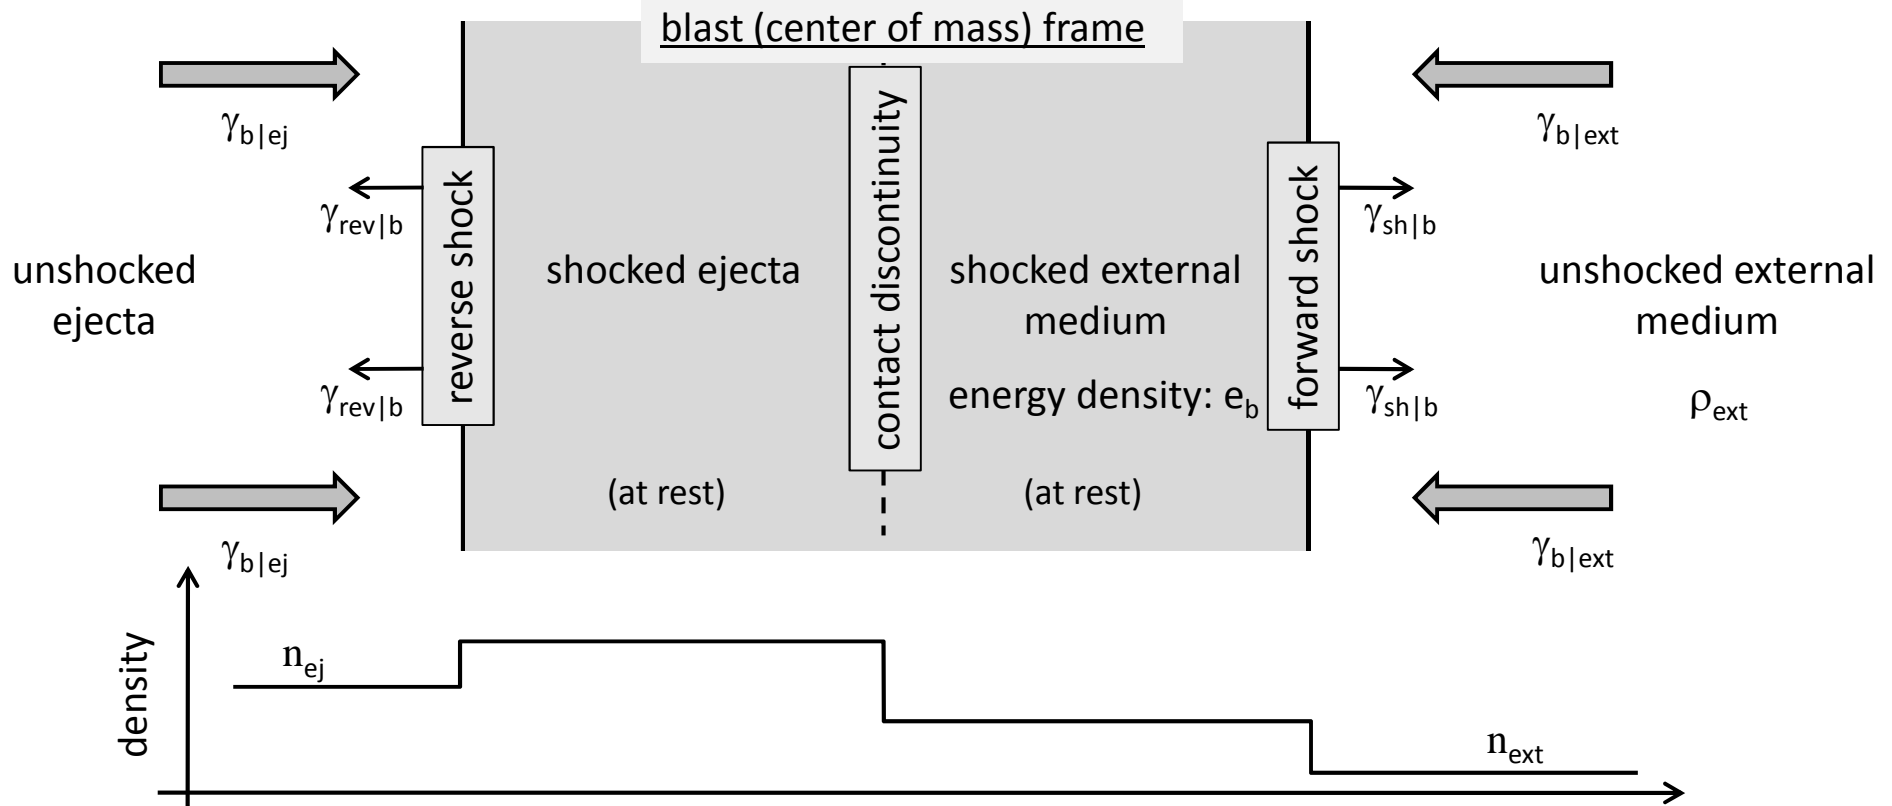 blast (center of mass) frame
γb|ej
γb|ext
γrev|b
γsh|b
unshocked
ejecta
reverse shock
shocked ejecta
contact discontinuity
shocked external
medium
forward shock
unshocked external
medium
γrev|b
energy density: eb
γsh|b
ρext
(at rest)
(at rest)
γb|ej
γb|ext
density
nej
next